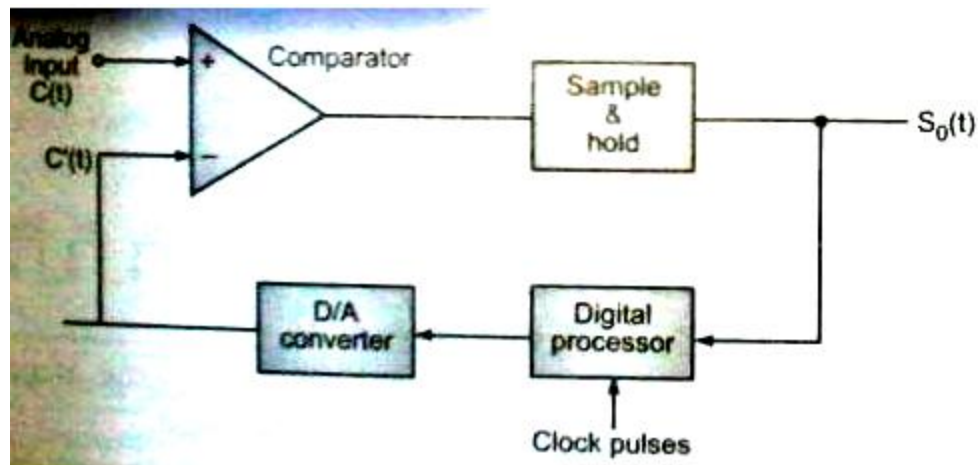 Analog
Input
C(t)
+
Comparator
Sample
&
hold
S₀(t)
C'(t)
−
D/A
converter
Digital
processor
Clock pulses